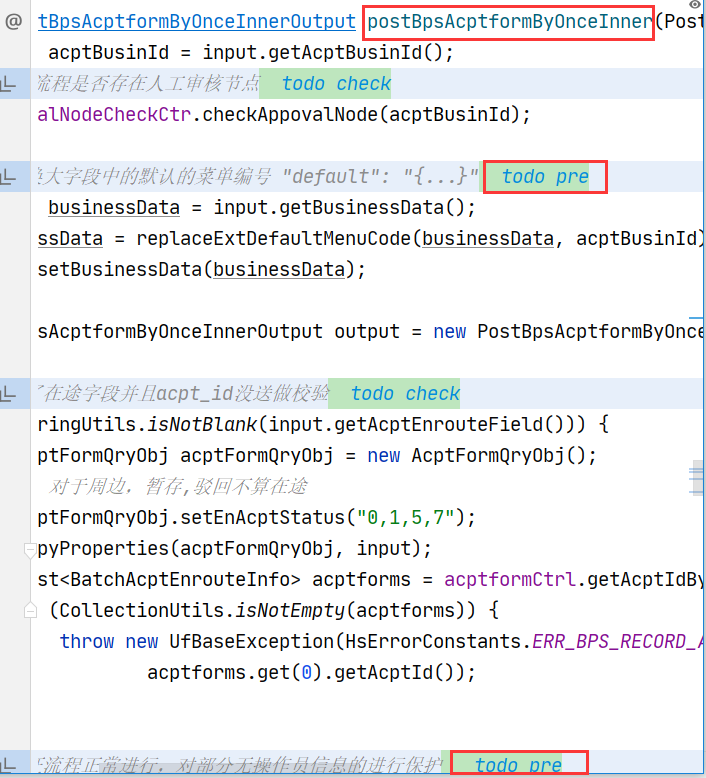 @ tBpsAcptformByOnceInnerOutput postBpsAcptformByOnceInner(Post
acptBusinId = input.getAcptBusinId();
流程是否存在人工审核节点 todo check
alNodeCheckCtr.checkAppovalNode(acptBusinId);
大字段中的默认的菜单编号 "default": "{...}" todo pre
businessData = input.getBusinessData();
ssData = replaceExtDefaultMenuCode(businessData, acptBusinId)
setBusinessData(businessData);
sAcptformByOnceInnerOutput output = new PostBpsAcptformByOnce
在途字段并且acpt_id没送做校验 todo check
ringUtils.isNotBlank(input.getAcptEnrouteField())) {
ptFormQryObj acptFormQryObj = new AcptFormQryObj();
对于周边，暂存,驳回不算在途
ptFormQryObj.setEnAcptStatus("0,1,5,7");
pyProperties(acptFormQryObj, input);
st<BatchAcptEnrouteInfo> acptforms = acptformCtrl.getAcptIdBy
(CollectionUtils.isNotEmpty(acptforms)) {
throw new UfBaseException(HsErrorConstants.ERR_BPS_RECORD_A
acptforms.get(0).getAcptId());
流程正常进行，对部分无操作员信息的进行保护 todo pre